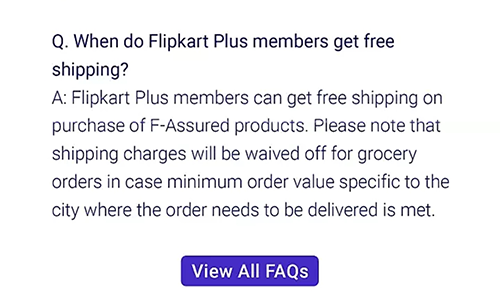 Q. When do Flipkart Plus members get free
shipping?
A: Flipkart Plus members can get free shipping on
purchase of F-Assured products. Please note that
shipping charges will be waived off for grocery
orders in case minimum order value specific to the
city where the order needs to be delivered is met.
View All FAQs